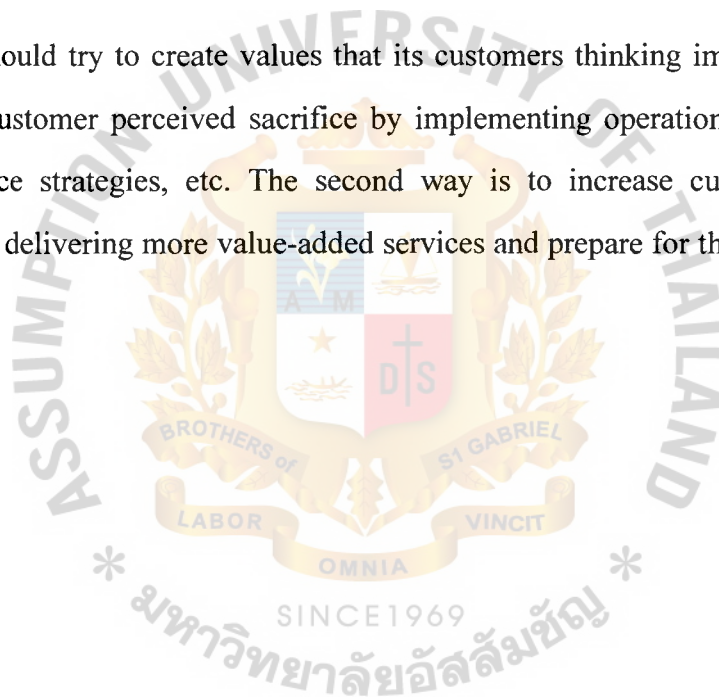 ould try to create values that its customers thinking im
ustomer perceived sacrifice by implementing operation
ce strategies, etc. The second way is to increase cu
delivering more value-added services and prepare for th
ASSUMPTION UNIVERSITY OF THAILAND
A M
D S
BROTHERS of ST GABRIEL
LABOR
VINCIT
OMNIA
SINCE1969
* มหาวิทยาลัยอัสสัมชัญ *